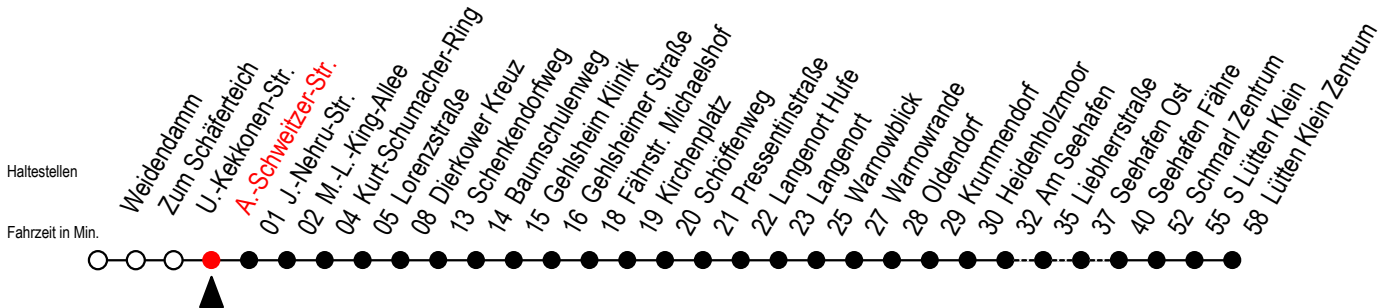 Haltestellen
Fahrzeit in Min.
Weidendamm
Zum Schäferteich
U.-Kekkonen-Str.
A.-Schweitzer-Str.
01 J.-Nehru-Str.
02 M.-L.-King-Allee
04 Kurt-Schumacher-Ring
05 Lorenzstraße
08 Dierkower Kreuz
13 Schenkendorfweg
14 Baumschulenweg
15 Gehlsheim Klinik
16 Gehlsheimer Straße
18 Fährstr. Michaelshof
19 Kirchenplatz
20 Schöffenweg
21 Pressentinstraße
22 Langenort Hufe
23 Langenort
25 Warnowblick
27 Warnowrande
28 Oldendorf
29 Krummendorf
30 Heidenholzmoor
32 Am Seehafen
35 Liebherrstraße
37 Seehafen Ost
40 Seehafen Fähre
52 Schmarl Zentrum
55 S Lütten Klein
58 Lütten Klein Zentrum